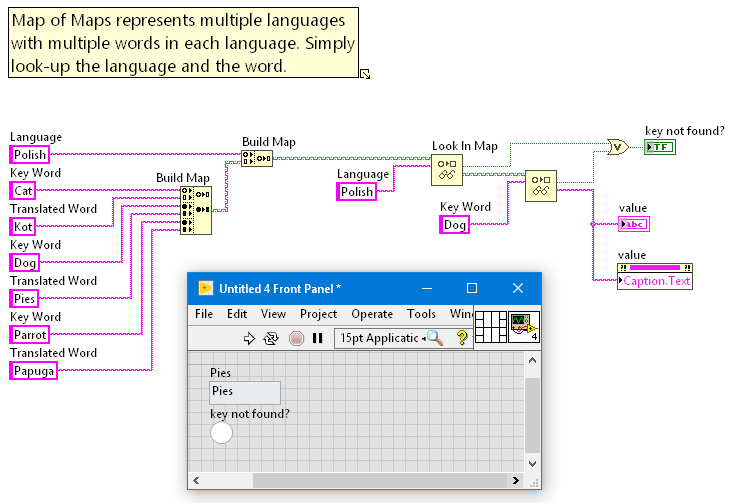 Map of Maps represents multiple languages
with multiple words in each language. Simply
look-up the language and the word.
key not found?
TF
Language
Polish
Build Map
Look In Map
Key Word
Cat
Build Map
Language
Polish
Translated Word
Kot
Key Word
Dog
value
abc
Key Word
Dog
value
Caption.Text
Translated Word
Pies
Key Word
Parrot
Translated Word
Papuga
Untitled 4 Front Panel *
File Edit View Project Operate Tools Win
15pt Applicatic
4
Pies
Pies
key not found?